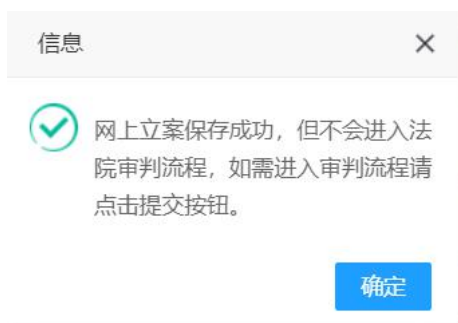 信息
网上立案保存成功，但不会进入法
院审判流程，如需进入审判流程请
点击提交按钮。
确定